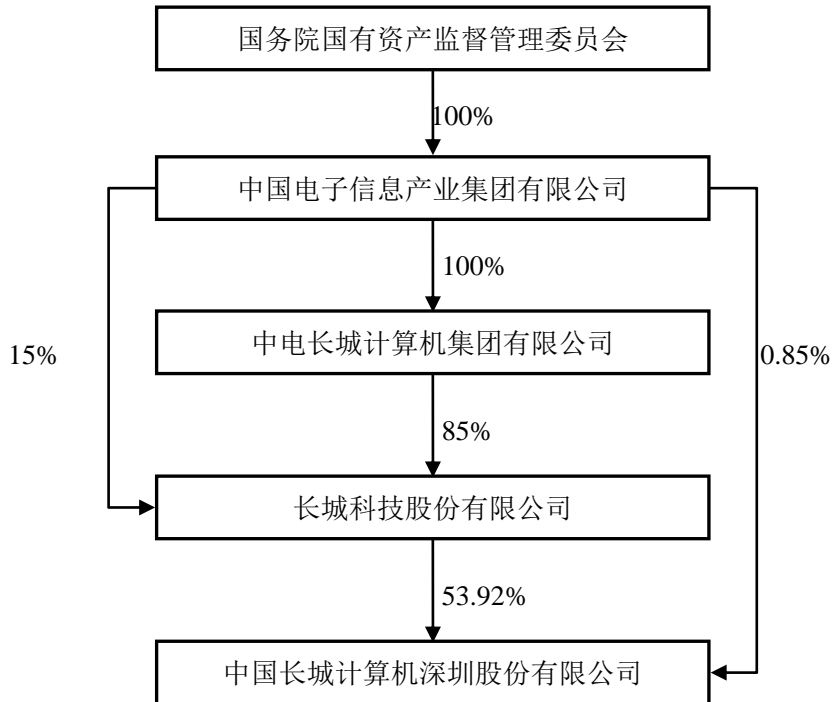 国务院国有资产监督管理委员会
100%
中国电子信息产业集团有限公司
100%
中电长城计算机集团有限公司
15%
0.85%
85%
长城科技股份有限公司
53.92%
中国长城计算机深圳股份有限公司